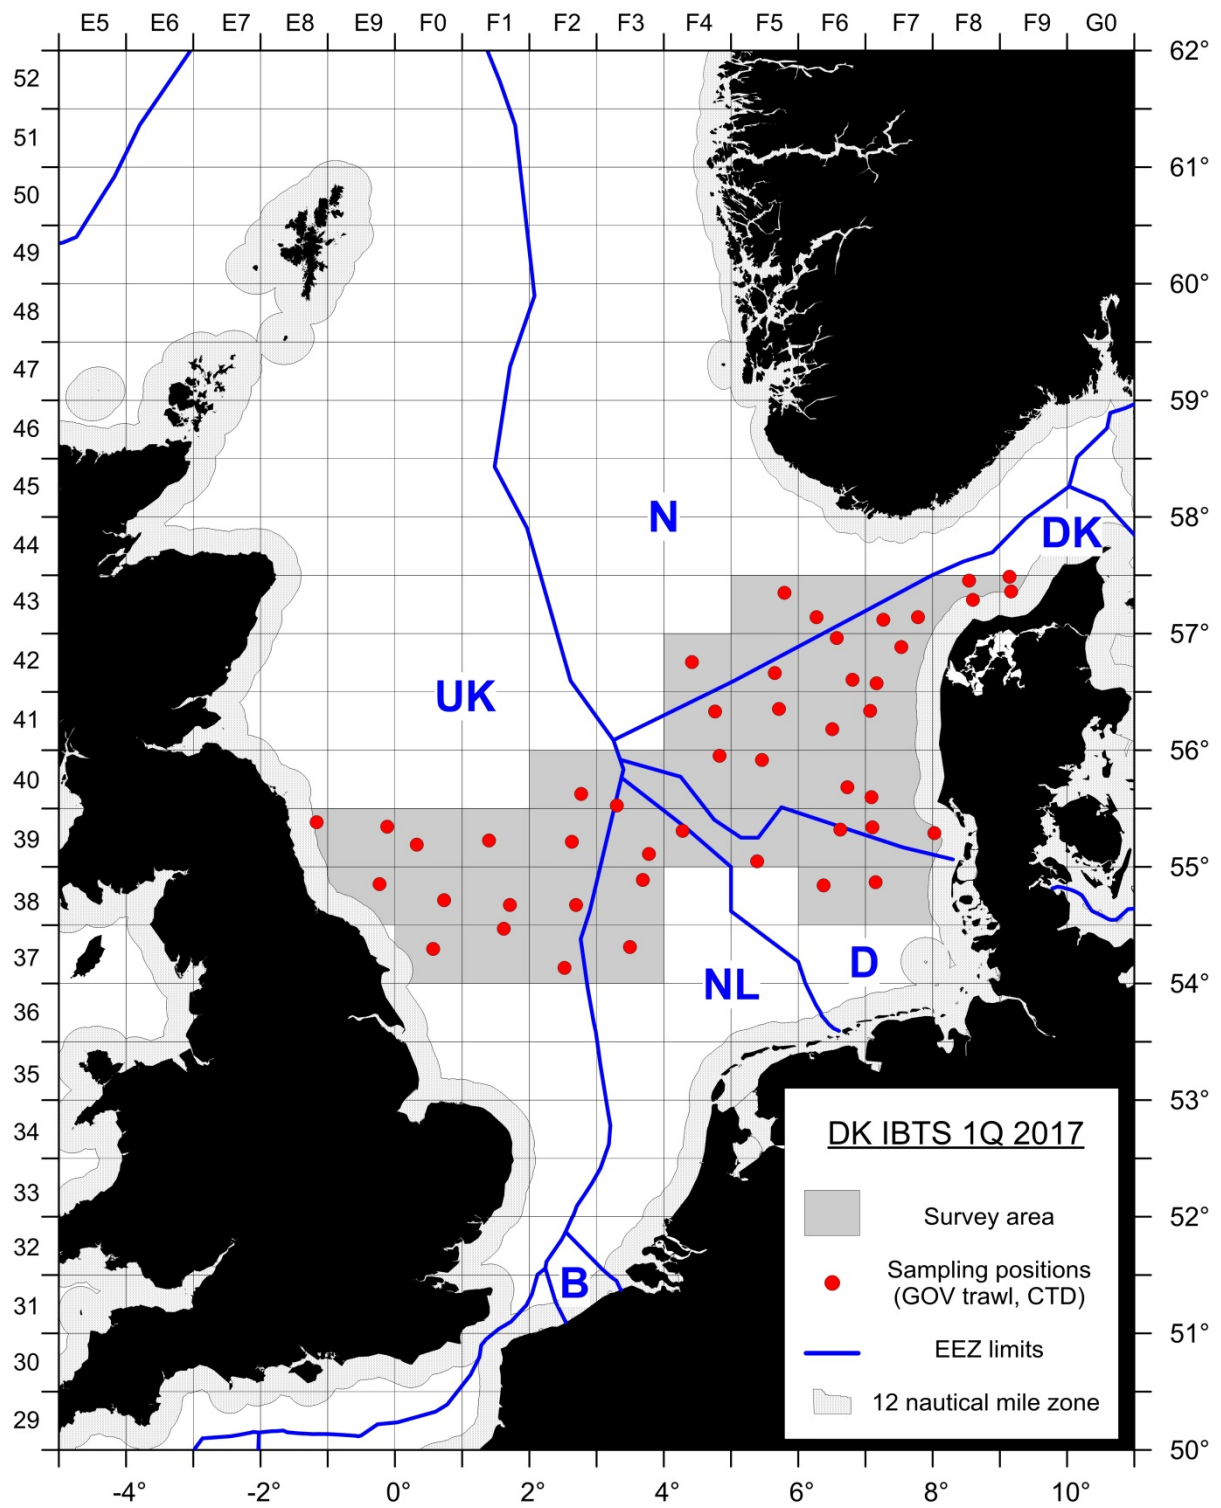 E5 E6 E7 E8 E9 F0 F1 F2 F3 F4 F5 F6 F7 F8 F9 G0
62°
52
51
61°
50
49
60°
48
47
59°
46
45
N
58°
DK
44
43
57°
42
UK
41
56°
40
39
55°
38
37
D
NL
54°
36
35
53°
34
DK IBTS 1Q 2017
33
Survey area
52°
32
B
Sampling positions
(GOV trawl, CTD)
31
51°
EEZ limits
30
12 nautical mile zone
29
50°
-4° -2° 0° 2° 4° 6° 8° 10°